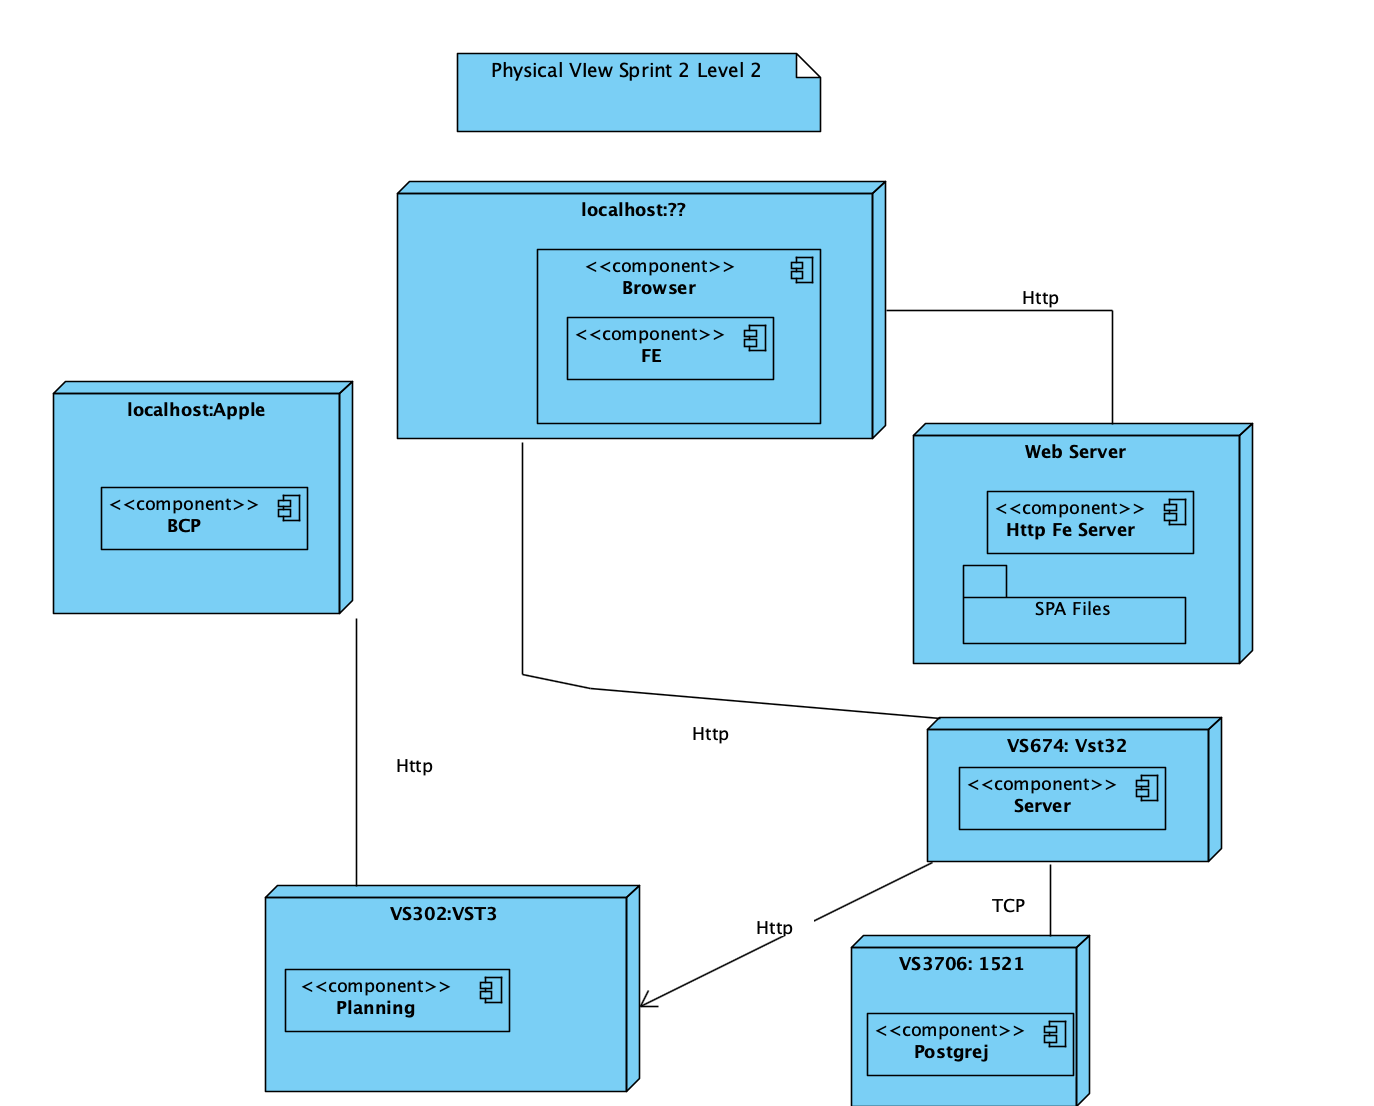 Physical VIew Sprint 2 Level 2
localhost:??
<<component>>
Browser
<<component>>
FE
Http
localhost:Apple
<<component>>
BCP
Web Server
<<component>>
Http Fe Server
SPA Files
Http
Http
VS674: Vst32
<<component>>
Server
VS302:VST3
<<component>>
Planning
Http
TCP
VS3706: 1521
<<component>>
Postgrej